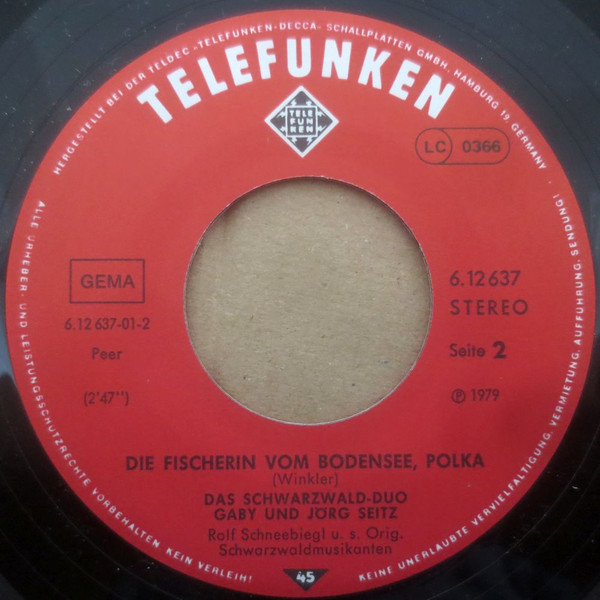 HERGESTELLT BEI DER TELDEC »TELEFUNKEN-DECCA« SCHALLPLATTEN GMBH, HAMBURG 19, GERMANY · ALLE URHEBER- UND LEISTUNGSSCHUTZRECHTE VORBEHALTEN KEIN VERLEIH! KEINE UNERLAUBTE VERVIELFÄLTIGUNG, VERMIETUNG, AUFFÜHRUNG, SENDUNG!
TELEFUNKEN
TELE
FUN
KEN
LC 0366
GEMA
6.12 637-01-2
Peer
(2'47'')
6.12 637
STEREO
Seite 2
℗ 1979
DIE FISCHERIN VOM BODENSEE, POLKA
(Winkler)
DAS SCHWARZWALD-DUO
GABY UND JÖRG SEITZ
Rolf Schneebiegl u. s. Orig.
Schwarzwaldmusikanten
45